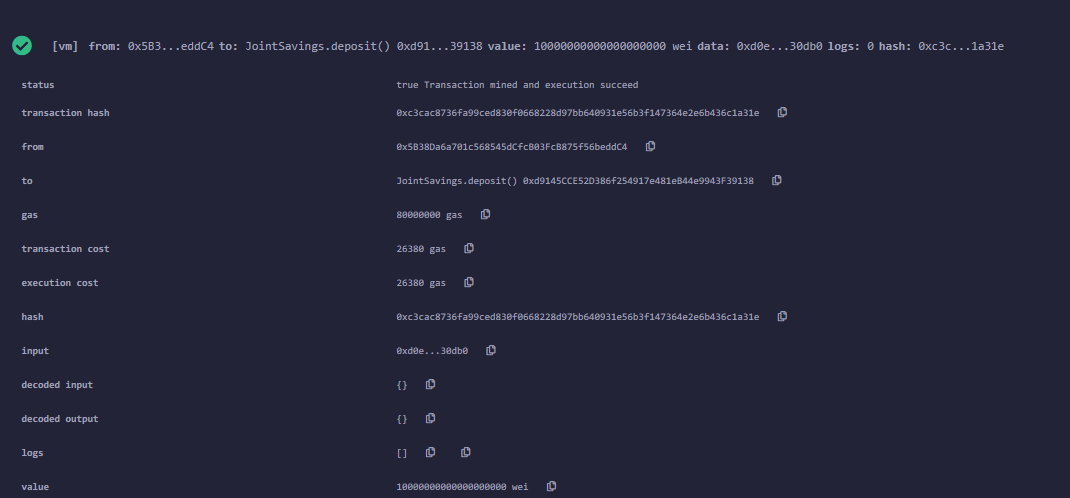 [vm] from: 0x5B3...eddC4 to: JointSavings.deposit() 0xd91...39138 value: 10000000000000000000 wei data: 0xd0e...30db0 logs: 0 hash: 0xc3c...1a31e
status true Transaction mined and execution succeed
transaction hash 0xc3cac8736fa99ced830f0668228d97bb640931e56b3f147364e2e6b436c1a31e
from 0x5B38Da6a701c568545dCfcB03FcB875f56beddC4
to JointSavings.deposit() 0xd9145CCE52D386f254917e481eB44e9943F39138
gas 80000000 gas
transaction cost 26380 gas
execution cost 26380 gas
hash 0xc3cac8736fa99ced830f0668228d97bb640931e56b3f147364e2e6b436c1a31e
input 0xd0e...30db0
decoded input {}
decoded output {}
logs []
value 10000000000000000000 wei